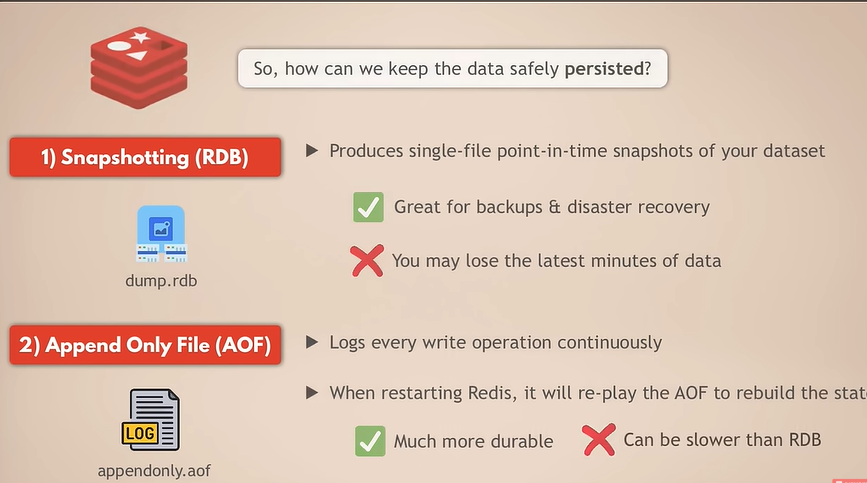 So, how can we keep the data safely persisted?
1) Snapshotting (RDB)
Produces single-file point-in-time snapshots of your dataset
Great for backups & disaster recovery
You may lose the latest minutes of data
dump.rdb
2) Append Only File (AOF)
Logs every write operation continuously
When restarting Redis, it will re-play the AOF to rebuild the stat
Much more durable
Can be slower than RDB
LOG
appendonly.aof